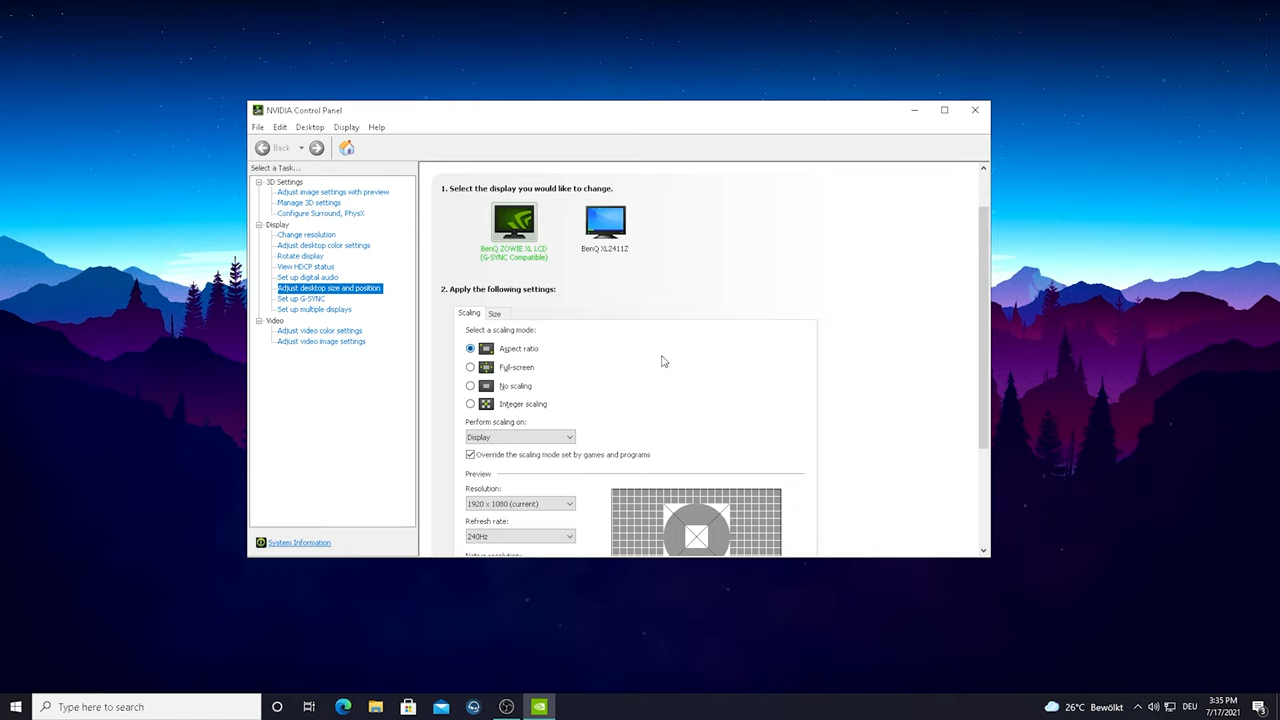 NVIDIA Control Panel
File Edit Desktop Display Help
Back
Select a Task...
3D Settings
Adjust image settings with preview
Manage 3D settings
Configure Surround, PhysX
Display
Change resolution
Adjust desktop color settings
Rotate display
View HDCP status
Set up digital audio
Adjust desktop size and position
Set up G-SYNC
Set up multiple displays
Video
Adjust video color settings
Adjust video image settings
System Information
1. Select the display you would like to change.
BenQ ZOWIE XL LCD
(G-SYNC Compatible)
BenQ XL2411Z
2. Apply the following settings:
Scaling Size
Select a scaling mode:
Aspect ratio
Full-screen
No scaling
Integer scaling
Perform scaling on:
Display
Override the scaling mode set by games and programs
Preview
Resolution:
1920 x 1080 (current)
Refresh rate:
240Hz
Native resolution:
Type here to search
26°C Bewölkt
DEU
3:35 PM
7/17/2021